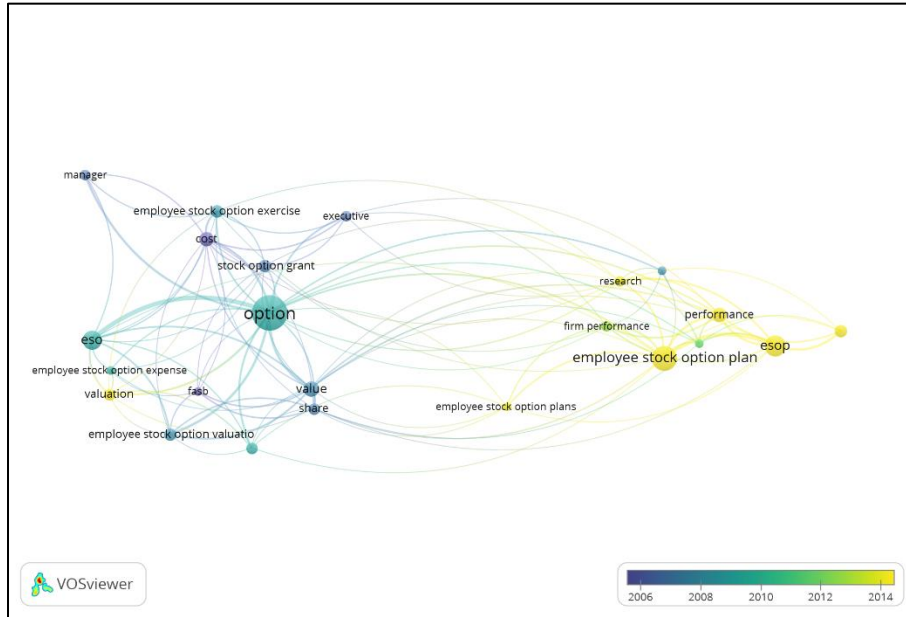 manager
employee stock option exercise
executive
cost
stock option grant
research
option
performance
firm performance
eso
esop
employee stock option plan
employee stock option expense
valuation
fasb
value
share
employee stock option plans
employee stock option valuatio
VOSviewer
2006
2008
2010
2012
2014